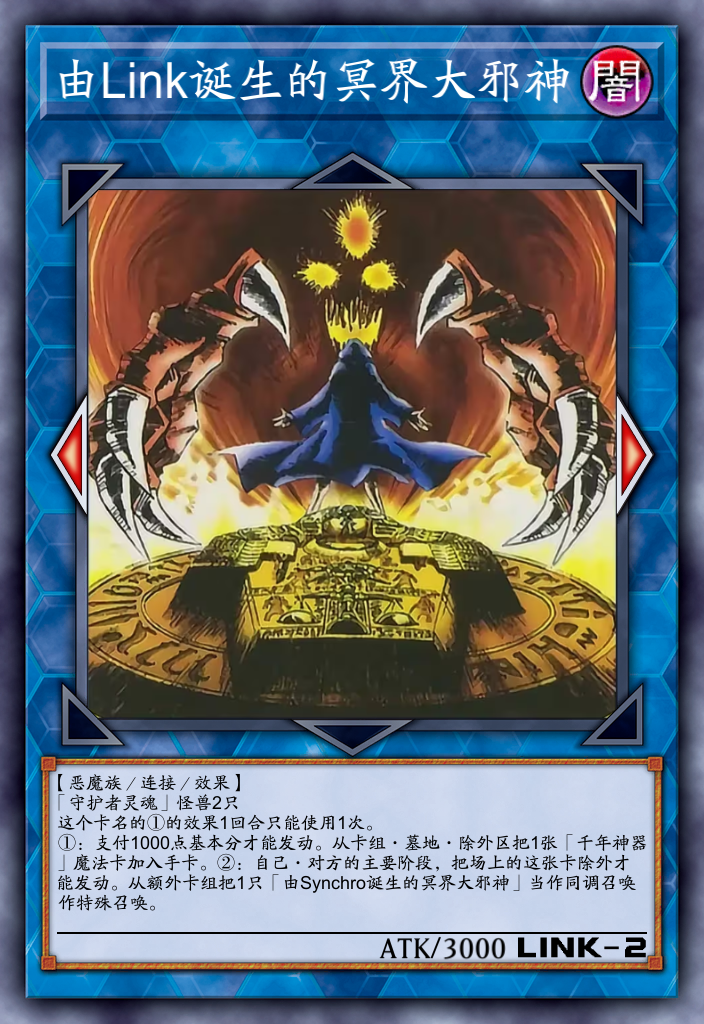 由Link诞生的冥界大邪神 闇
【恶魔族/连接/效果】
「守护者灵魂」怪兽2只
这个卡名的①的效果1回合只能使用1次。
①：支付1000点基本分才能发动。从卡组·墓地·除外区把1张「千年神器
」魔法卡加入手卡。②：自己·对方的主要阶段，把场上的这张卡除外才
能发动。从额外卡组把1只「由Synchro诞生的冥界大邪神」当作同调召唤
作特殊召唤。
ATK/3000 LINK-2